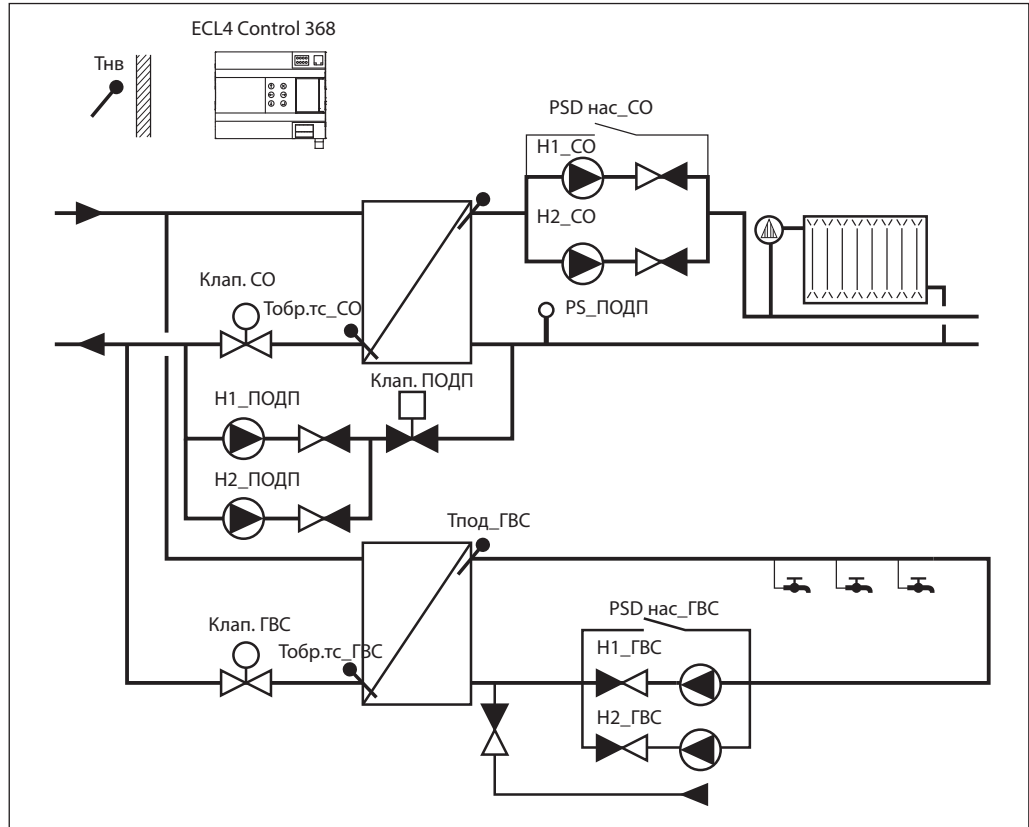 ECL4 Control 368
Тнв
PSD нас_СО
Н1_СО
Н2_СО
Клап. СО
Тобр.тс_СО
PS_ПОДП
Клап. ПОДП
Н1_ПОДП
Н2_ПОДП
Тпод_ГВС
PSD нас_ГВС
Клап. ГВС
Тобр.тс_ГВС
Н1_ГВС
Н2_ГВС